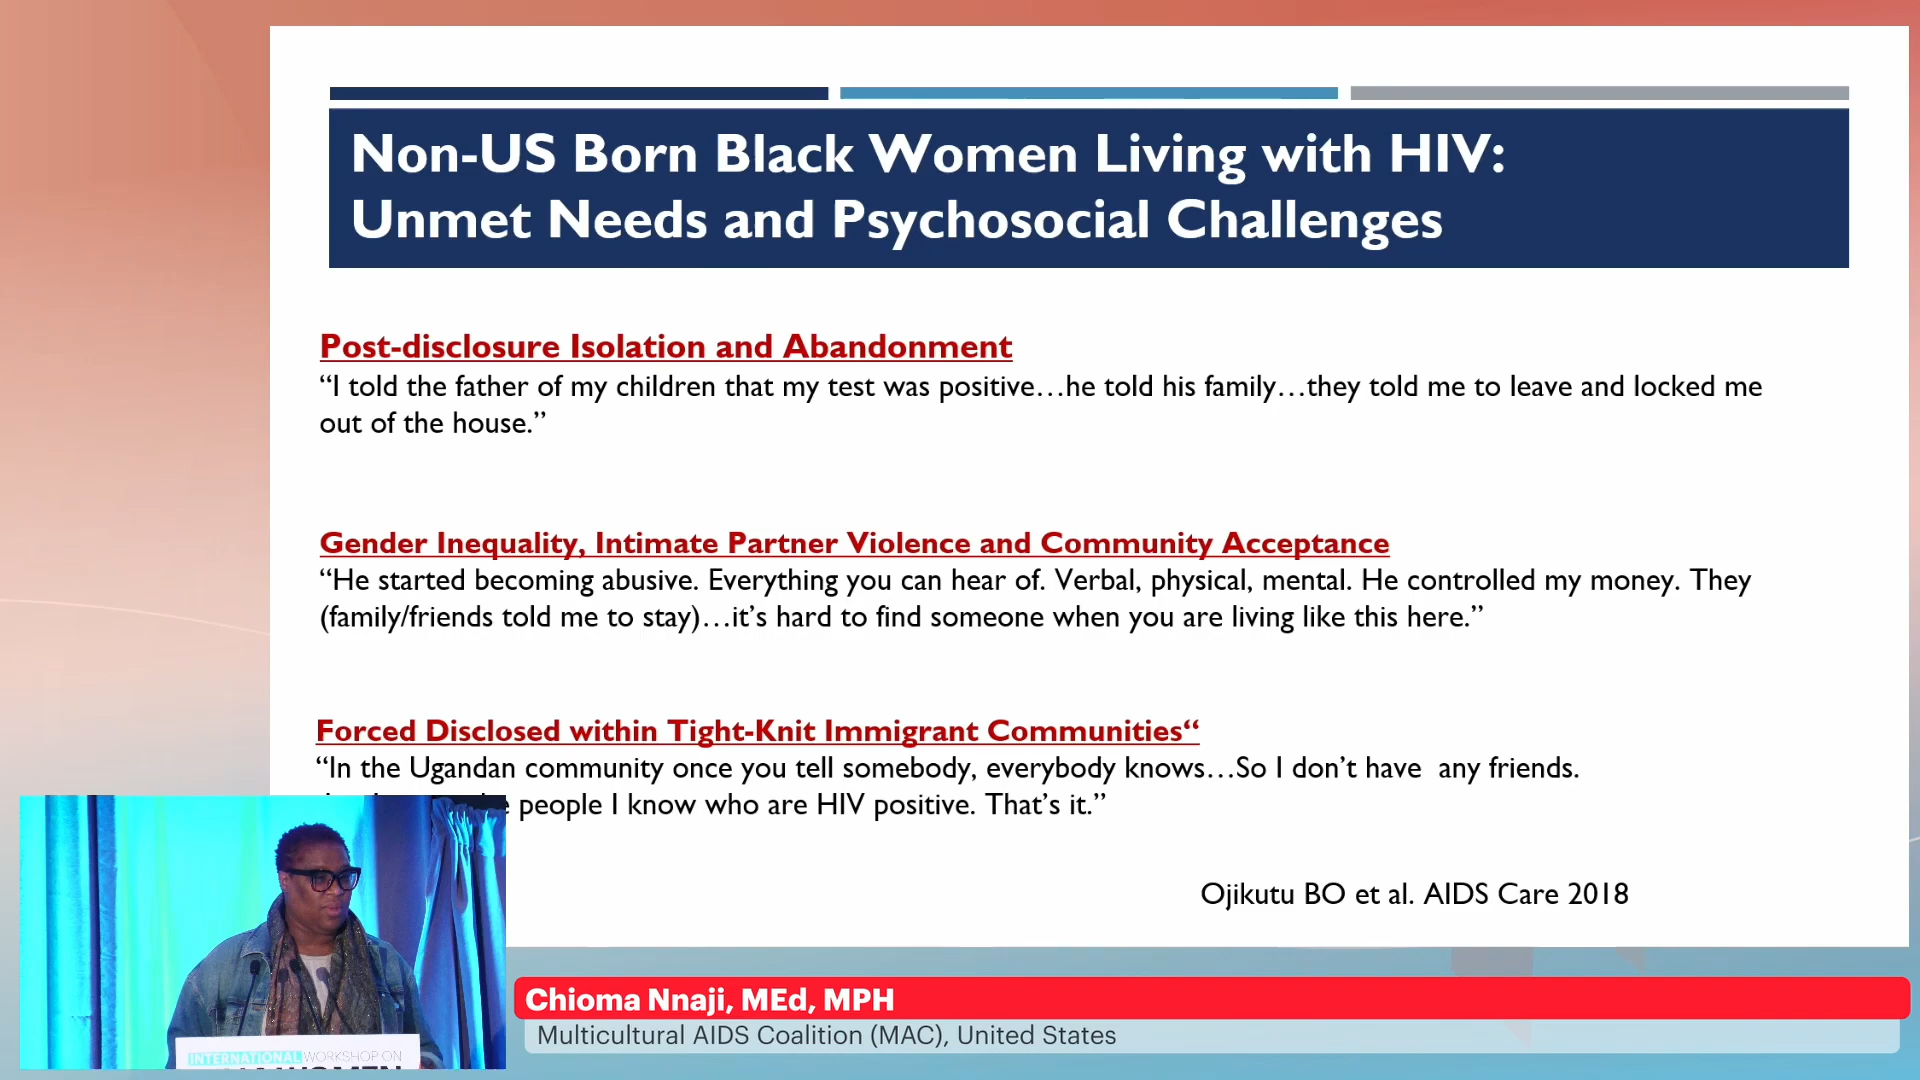 Non-US Born Black Women Living with HIV:
Unmet Needs and Psychosocial Challenges
Post-disclosure Isolation and Abandonment
“I told the father of my children that my test was positive…he told his family…they told me to leave and locked me
out of the house.”
Gender Inequality, Intimate Partner Violence and Community Acceptance
“He started becoming abusive. Everything you can hear of. Verbal, physical, mental. He controlled my money. They
(family/friends told me to stay)…it’s hard to find someone when you are living like this here.”
Forced Disclosed within Tight-Knit Immigrant Communities“
“In the Ugandan community once you tell somebody, everybody knows…So I don’t have any friends.
people I know who are HIV positive. That’s it.”
Ojikutu BO et al. AIDS Care 2018
Chioma Nnaji, MEd, MPH
Multicultural AIDS Coalition (MAC), United States
INTERNATIONAL WORKSHOP ON
WOMEN